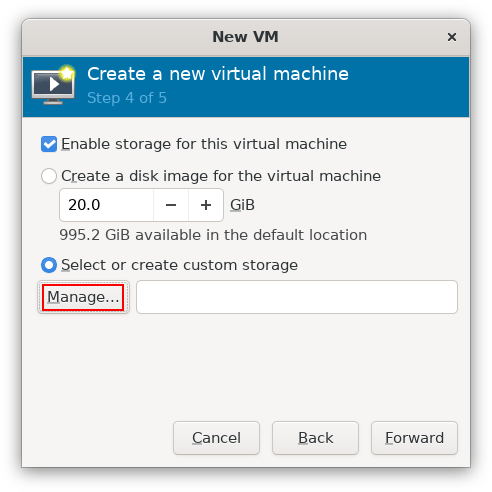 New VM
Create a new virtual machine
Step 4 of 5
Enable storage for this virtual machine
Create a disk image for the virtual machine
20.0 − + GiB
995.2 GiB available in the default location
Select or create custom storage
Manage...
Cancel Back Forward